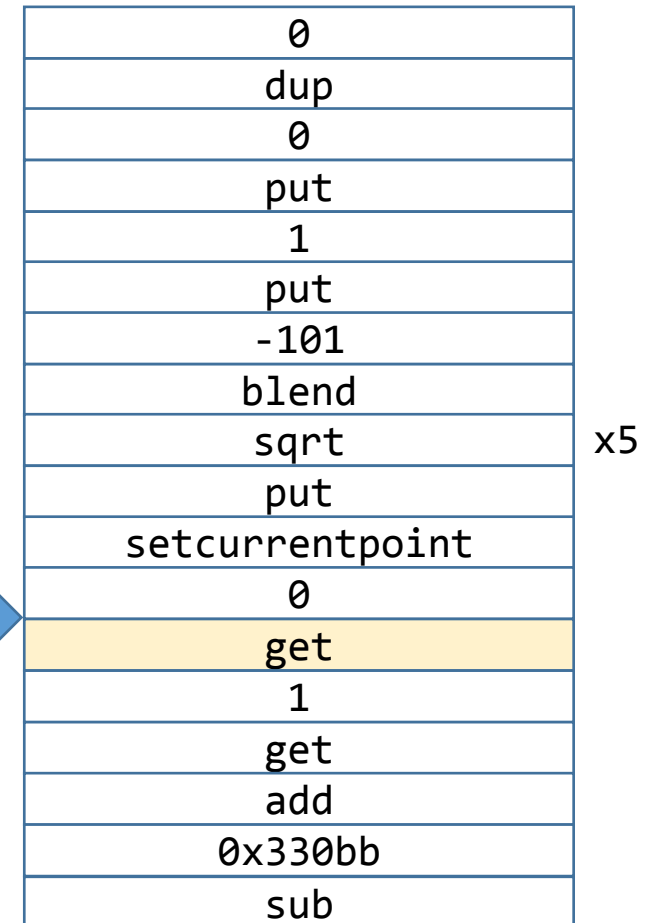 0
dup
0
put
1
put
-101
blend
sqrt x5
put
setcurrentpoint
0
get
1
get
add
0x330bb
sub